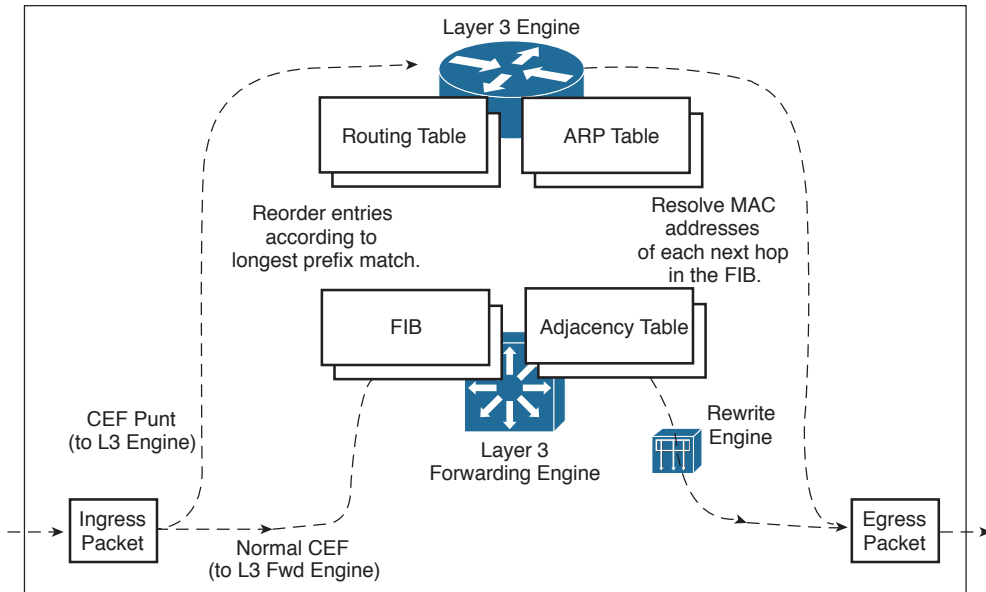 Layer 3 Engine
Routing Table
ARP Table
Reorder entries
according to
longest prefix match.
Resolve MAC
addresses
of each next hop
in the FIB.
FIB
Adjacency Table
CEF Punt
(to L3 Engine)
Layer 3
Forwarding Engine
Rewrite
Engine
Ingress
Packet
Normal CEF
(to L3 Fwd Engine)
Egress
Packet